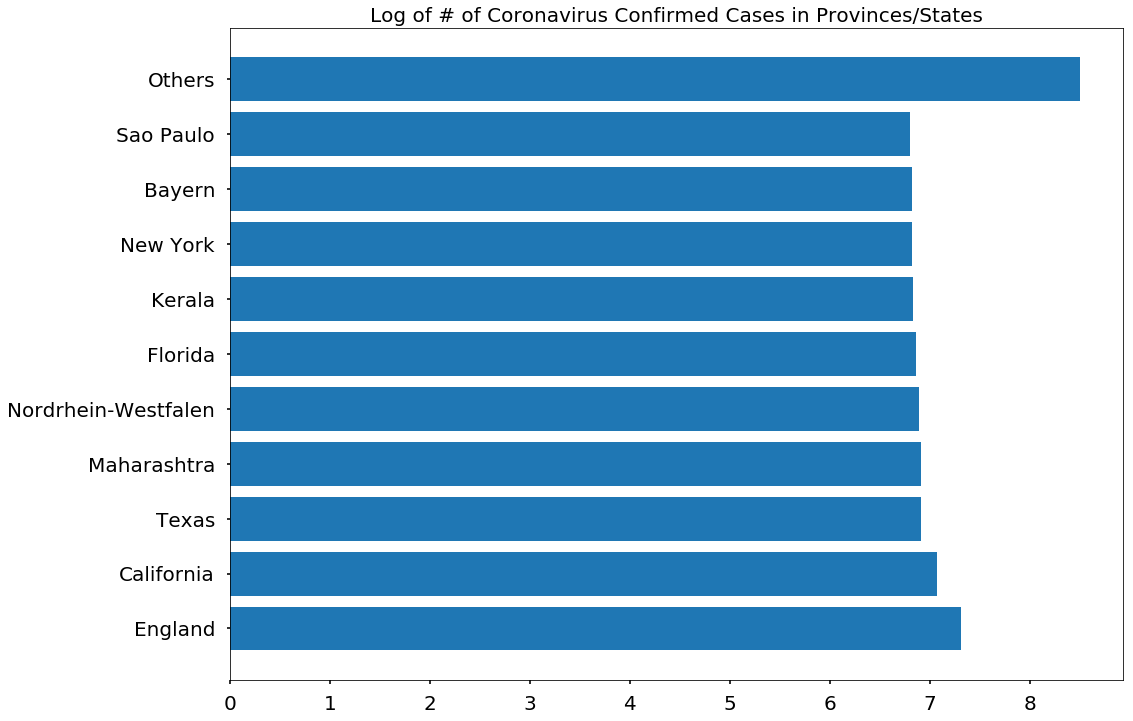 Log of # of Coronavirus Confirmed Cases in Provinces/States
Others
Sao Paulo
Bayern
New York
Kerala
Florida
Nordrhein-Westfalen
Maharashtra
Texas
California
England
0 1 2 3 4 5 6 7 8